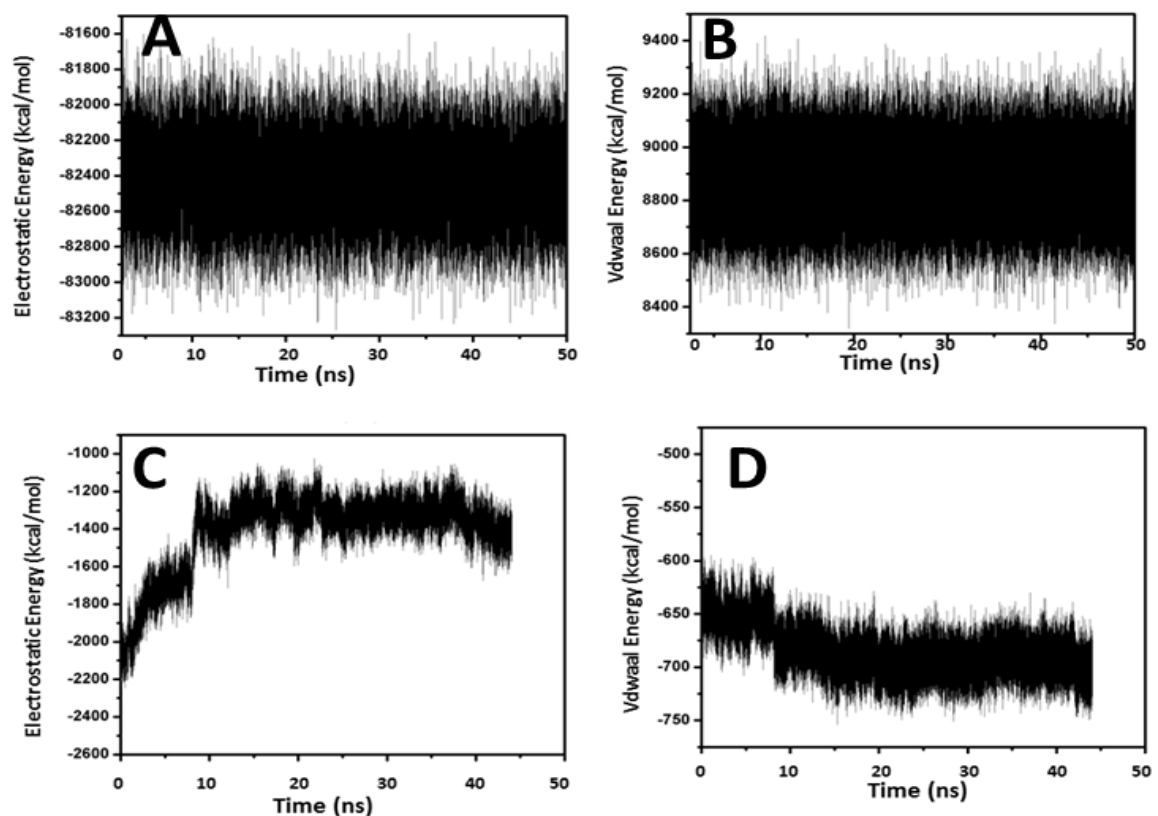 A
Electrostatic Energy (kcal/mol)
-81600
-81800
-82000
-82200
-82400
-82600
-82800
-83000
-83200
0 10 20 30 40 50
Time (ns)
B
Vdwaal Energy (kcal/mol)
9400
9200
9000
8800
8600
8400
0 10 20 30 40 50
Time (ns)
C
Electrostatic Energy (kcal/mol)
-1000
-1200
-1400
-1600
-1800
-2000
-2200
-2400
-2600
0 10 20 30 40 50
Time (ns)
D
Vdwaal Energy (kcal/mol)
-500
-550
-600
-650
-700
-750
0 10 20 30 40 50
Time (ns)